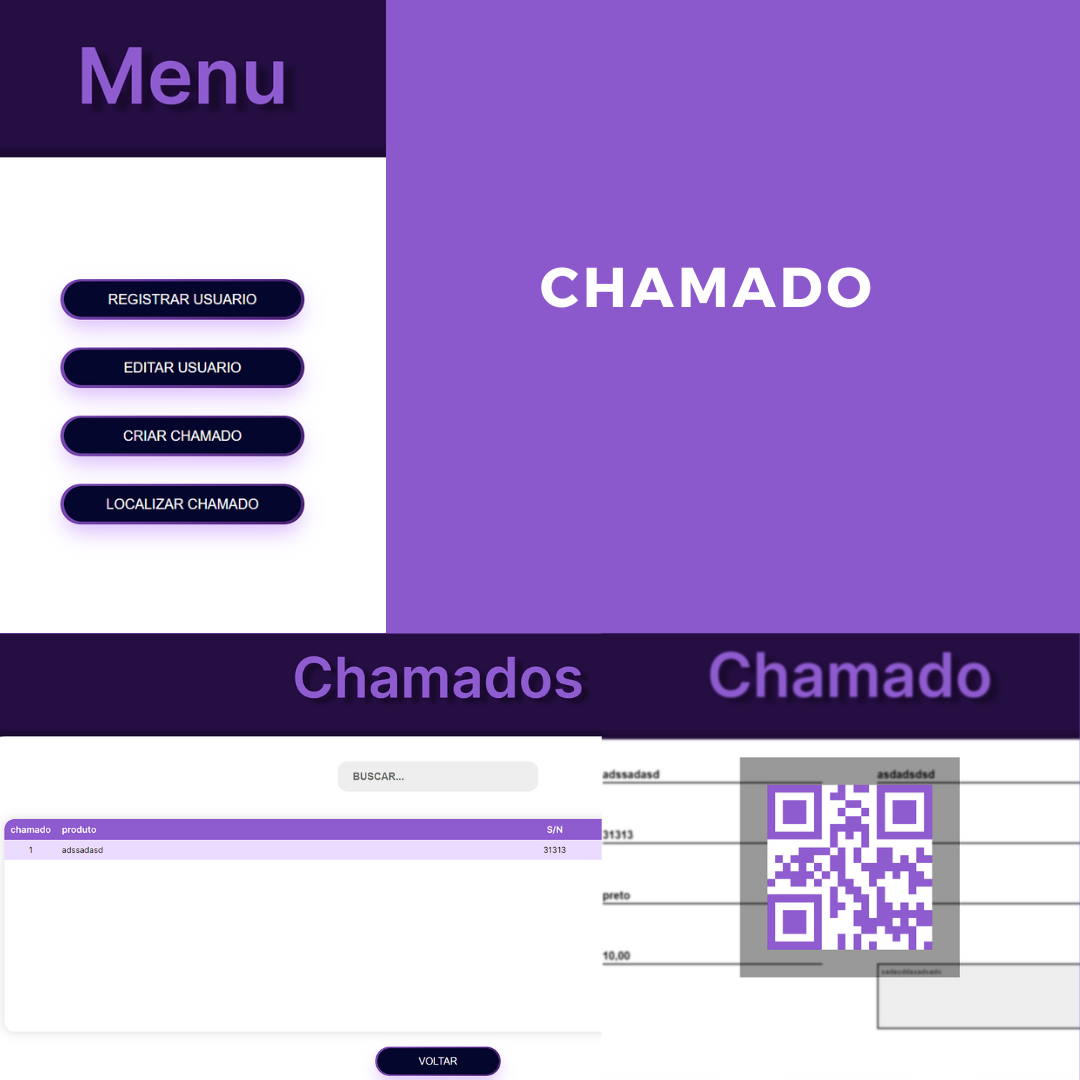 Menu
REGISTRAR USUARIO
EDITAR USUARIO
CRIAR CHAMADO
LOCALIZAR CHAMADO
CHAMADO
Chamados
BUSCAR...
chamado produto S/N
1 adssadasd 31313
VOLTAR
Chamado
adssadasd asdadsdsd
31313
preto
10,00